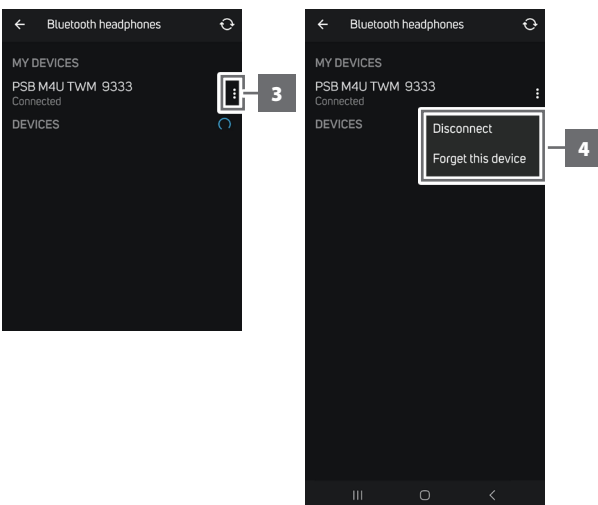 Bluetooth headphones
MY DEVICES
PSB M4U TWM 9333
Connected
DEVICES
3
Bluetooth headphones
MY DEVICES
PSB M4U TWM 9333
Connected
DEVICES
Disconnect
Forget this device
4